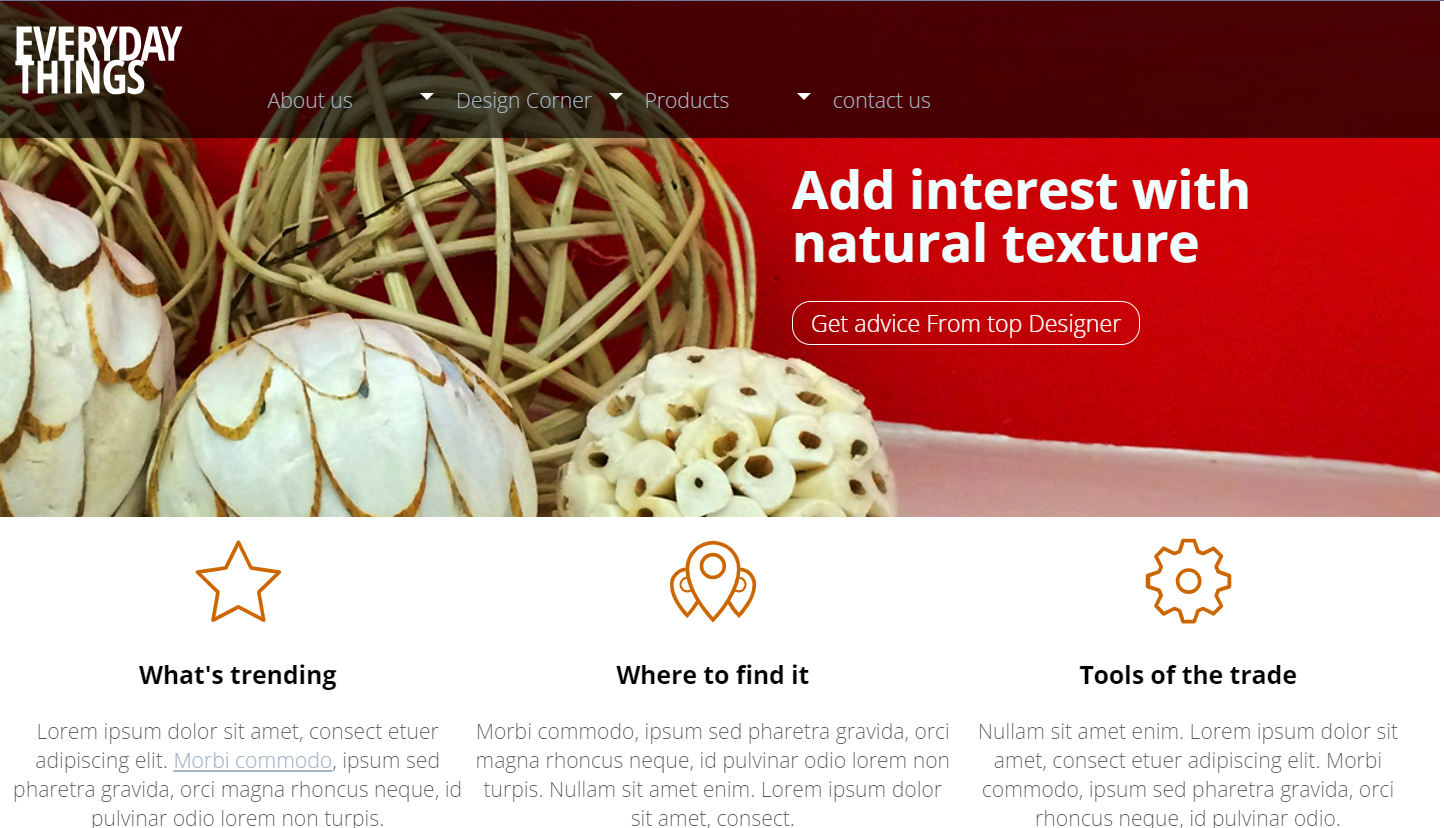 EVERYDAY
THINGS
About us
Design Corner
Products
contact us
Add interest with
natural texture
Get advice From top Designer
What's trending
Lorem ipsum dolor sit amet, consect etuer
adipiscing elit. Morbi commodo, ipsum sed
pharetra gravida, orci magna rhoncus neque, id
pulvinar odio lorem non turpis.
Where to find it
Morbi commodo, ipsum sed pharetra gravida, orci
magna rhoncus neque, id pulvinar odio lorem non
turpis. Nullam sit amet enim. Lorem ipsum dolor
sit amet, consect.
Tools of the trade
Nullam sit amet enim. Lorem ipsum dolor sit
amet, consect etuer adipiscing elit. Morbi
commodo, ipsum sed pharetra gravida, orci
rhoncus neque, id pulvinar odio.